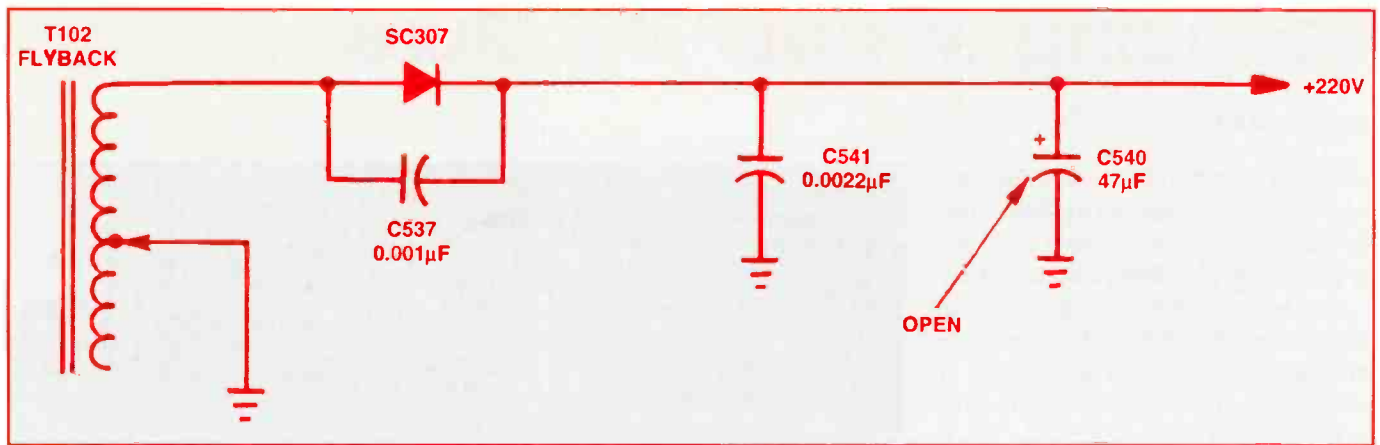 T102
FLYBACK
SC307
C537
0.001µF
C541
0.0022µF
+
C540
47µF
OPEN
+220V